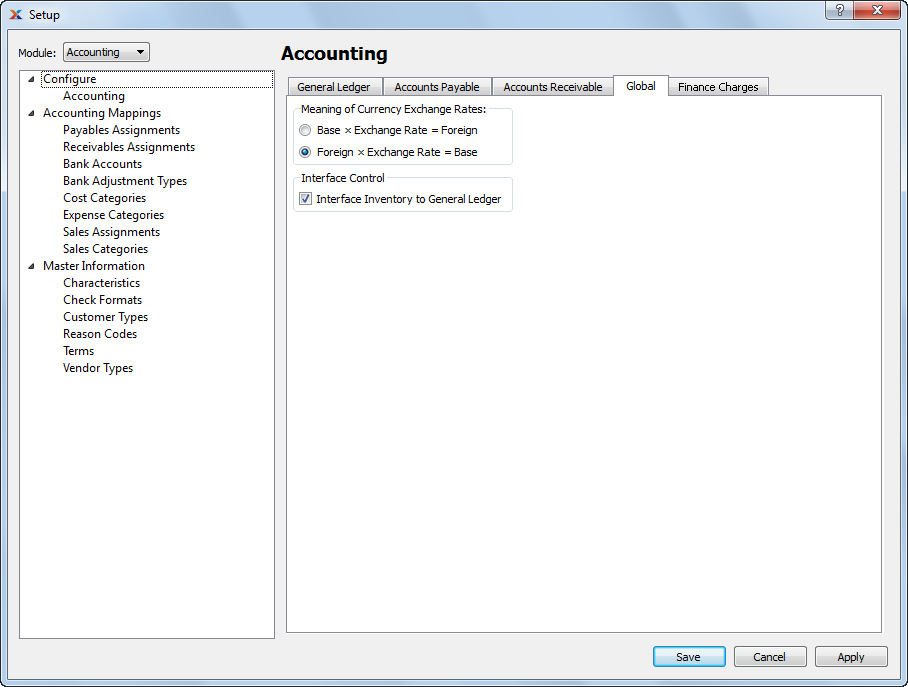 Setup
?
Module: Accounting
Configure
Accounting
Accounting Mappings
Payables Assignments
Receivables Assignments
Bank Accounts
Bank Adjustment Types
Cost Categories
Expense Categories
Sales Assignments
Sales Categories
Master Information
Characteristics
Check Formats
Customer Types
Reason Codes
Terms
Vendor Types
Accounting
General Ledger Accounts Payable Accounts Receivable Global Finance Charges
Meaning of Currency Exchange Rates:
Base × Exchange Rate = Foreign
Foreign × Exchange Rate = Base
Interface Control
Interface Inventory to General Ledger
Save Cancel Apply